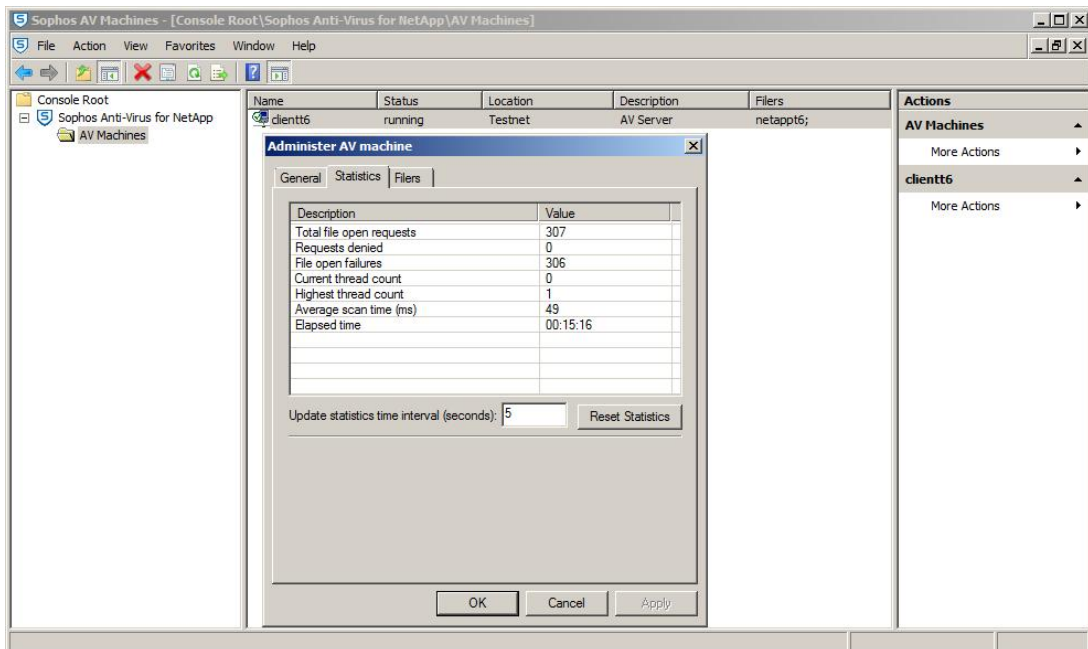 Sophos AV Machines - [Console Root\Sophos Anti-Virus for NetApp\AV Machines]
File Action View Favorites Window Help
Console Root
Sophos Anti-Virus for NetApp
AV Machines
Name Status Location Description Filers
clientt6 running Testnet AV Server netappt6;
Administer AV machine
General Statistics Filers
Description Value
Total file open requests 307
Requests denied 0
File open failures 306
Current thread count 0
Highest thread count 1
Average scan time (ms) 49
Elapsed time 00:15:16
Update statistics time interval (seconds): 5 Reset Statistics
OK Cancel Apply
Actions
AV Machines
More Actions
clientt6
More Actions